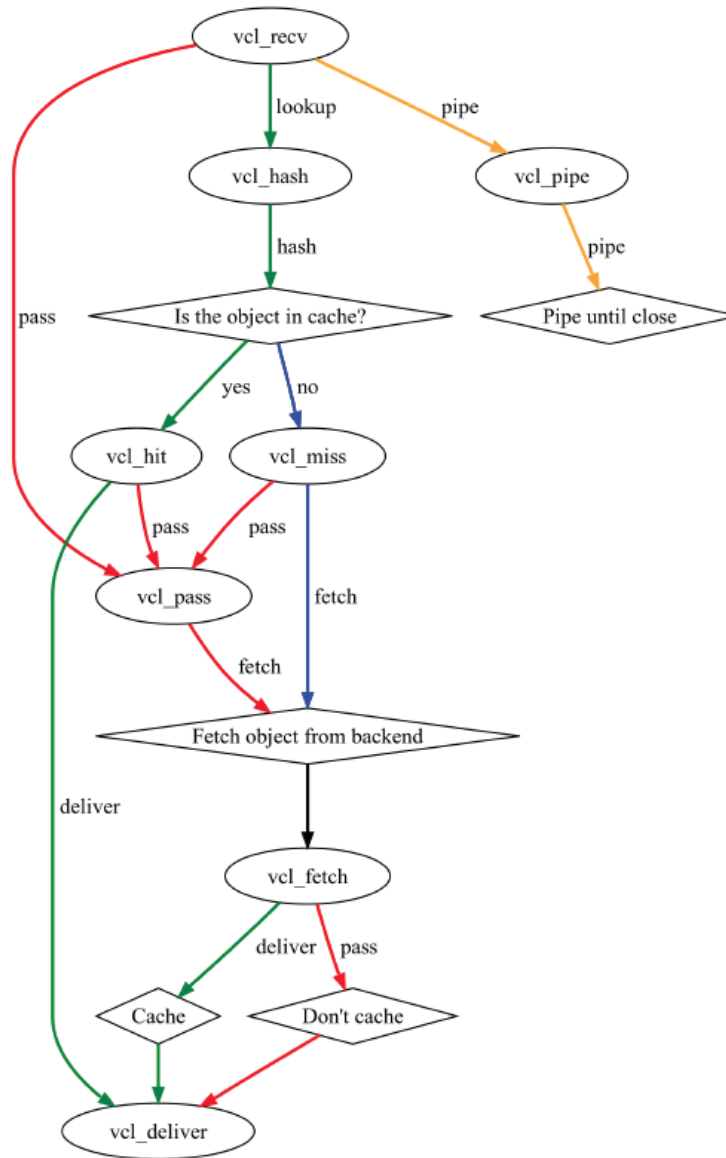 vcl_recv
lookup
pipe
vcl_hash
vcl_pipe
hash
pipe
pass
Is the object in cache?
Pipe until close
yes
no
vcl_hit
vcl_miss
pass
pass
vcl_pass
fetch
fetch
Fetch object from backend
deliver
vcl_fetch
deliver
pass
Cache
Don't cache
vcl_deliver